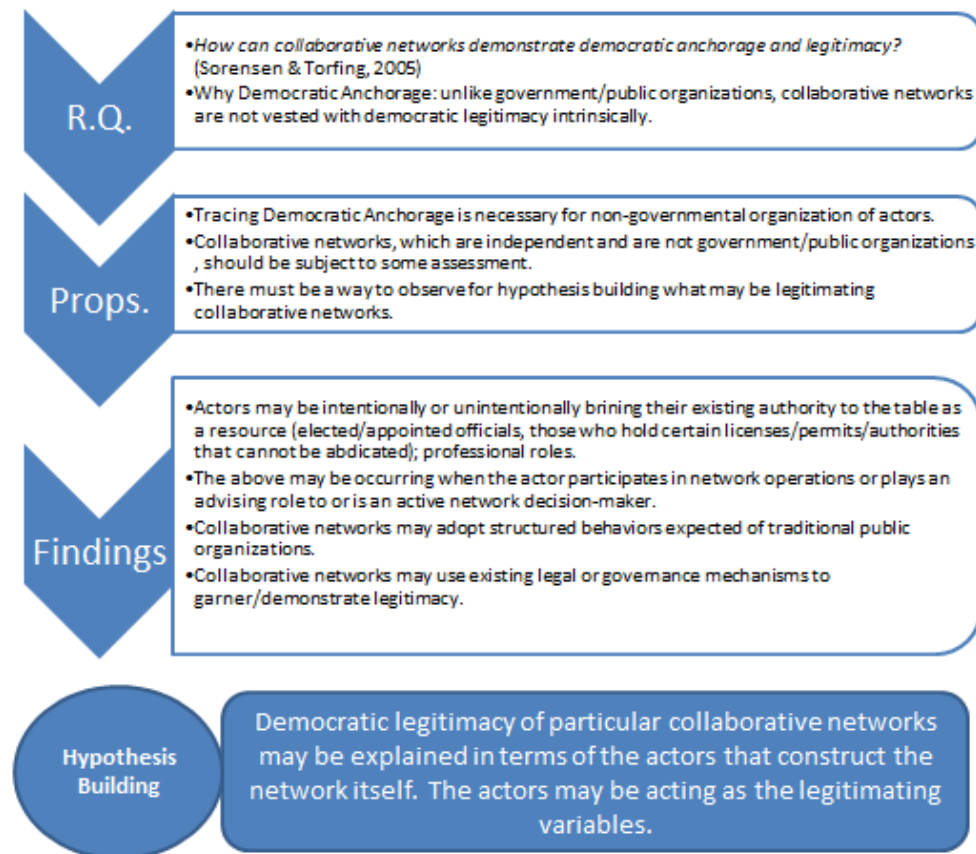 R.Q.
•How can collaborative networks demonstrate democratic anchorage and legitimacy?
(Sorensen & Torfing, 2005)
•Why Democratic Anchorage: unlike government/public organizations, collaborative networks
are not vested with democratic legitimacy intrinsically.
Props.
•Tracing Democratic Anchorage is necessary for non-governmental organization of actors.
•Collaborative networks, which are independent and are not government/public organizations
, should be subject to some assessment.
•There must be a way to observe for hypothesis building what may be legitimating
collaborative networks.
Findings
•Actors may be intentionally or unintentionally brining their existing authority to the table as
a resource (elected/appointed officials, those who hold certain licenses/permits/authorities
that cannot be abdicated); professional roles.
•The above may be occurring when the actor participates in network operations or plays an
advising role to or is an active network decision-maker.
•Collaborative networks may adopt structured behaviors expected of traditional public
organizations.
•Collaborative networks may use existing legal or governance mechanisms to
garner/demonstrate legitimacy.
Hypothesis
Building
Democratic legitimacy of particular collaborative networks
may be explained in terms of the actors that construct the
network itself.  The actors may be acting as the legitimating
variables.